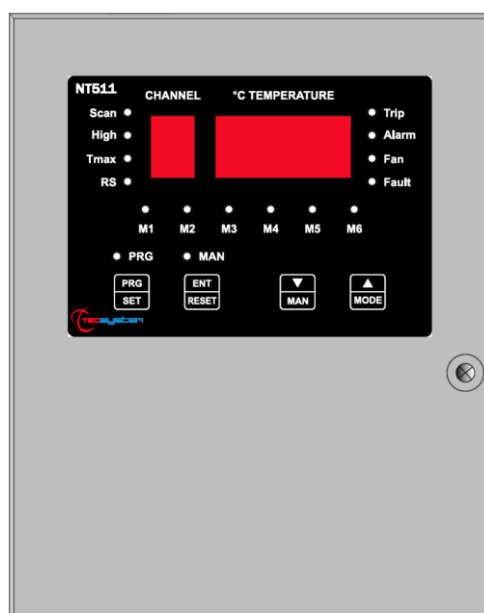 NT511
CHANNEL °C TEMPERATURE
Scan Trip
High Alarm
Tmax Fan
RS Fault
M1 M2 M3 M4 M5 M6
PRG MAN
PRG ENT ▼ ▲
SET RESET MAN MODE
TECSYSTEM